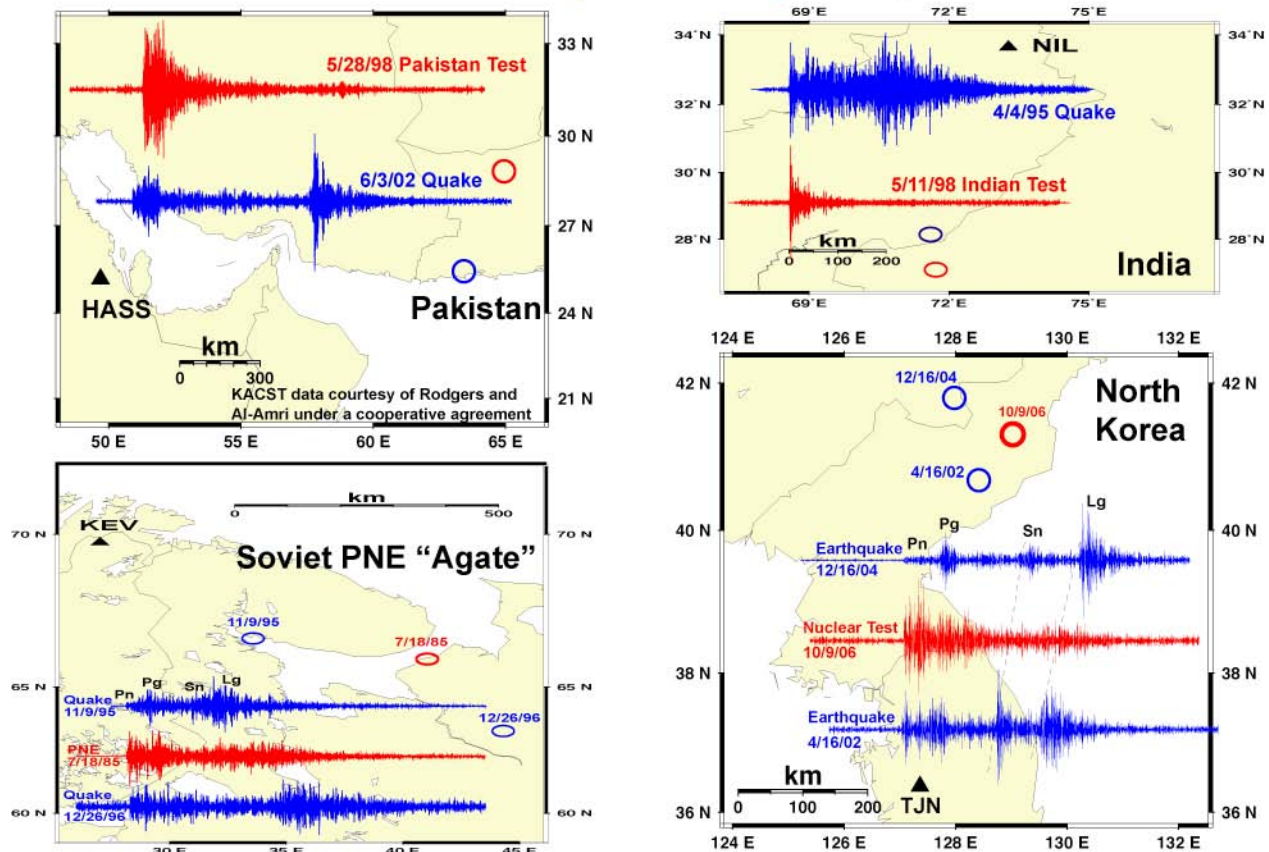 33 N
5/28/98 Pakistan Test
30 N
6/3/02 Quake
27 N
HASS
Pakistan
24 N
km
0 300
KACST data courtesy of Rodgers and
Al-Amri under a cooperative agreement
21 N
50 E 55 E 60 E 65 E
69°E 72°E 75°E
34°N 34°N
NIL
32°N 32°N
4/4/95 Quake
30°N 30°N
5/11/98 Indian Test
km
0 100 200
28°N 28°N
India
69°E 72°E 75°E
km
0 500
70 N 70 N
KEV
Soviet PNE “Agate”
11/9/95
7/18/85
65 N 65 N
Pn Pg Sn Lg
Quake
11/9/95
12/26/96
PNE
7/18/85
Quake
12/26/96
60 N 60 N
30 E 35 E 40 E 45 E
124 E 126 E 128 E 130 E 132 E
42 N 42 N
12/16/04
North
Korea
10/9/06
4/16/02
40 N 40 N
Pn Pg Sn Lg
Earthquake
12/16/04
Nuclear Test
10/9/06
38 N 38 N
Earthquake
4/16/02
km
0 100 200
TJN
36 N 36 N
124 E 126 E 128 E 130 E 132 E